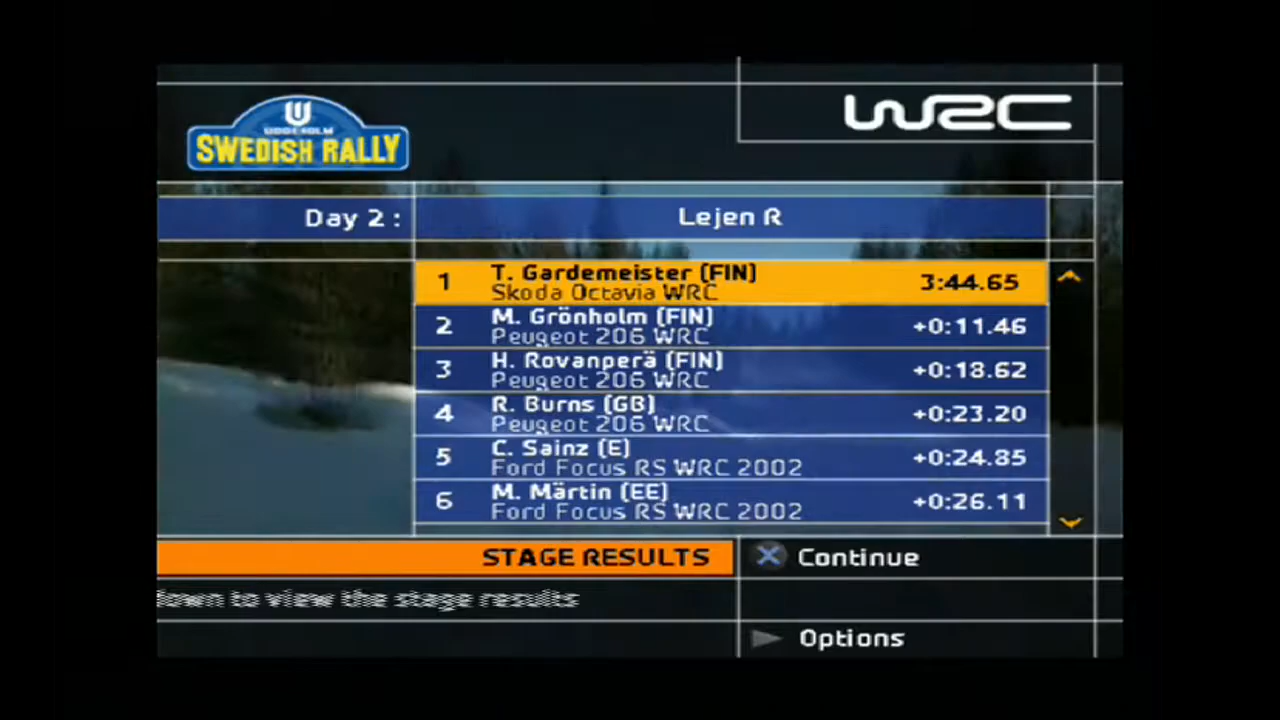 UDDEHOLM
SWEDISH RALLY
WRC
Day 2 : Lejen R
1 T. Gardemeister (FIN) 3:44.65
Skoda Octavia WRC
2 M. Grönholm (FIN) +0:11.46
Peugeot 206 WRC
3 H. Rovanperä (FIN) +0:18.62
Peugeot 206 WRC
4 R. Burns (GB) +0:23.20
Peugeot 206 WRC
5 C. Sainz (E) +0:24.85
Ford Focus RS WRC 2002
6 M. Märtin (EE) +0:26.11
Ford Focus RS WRC 2002
STAGE RESULTS
Continue
down to view the stage results
Options